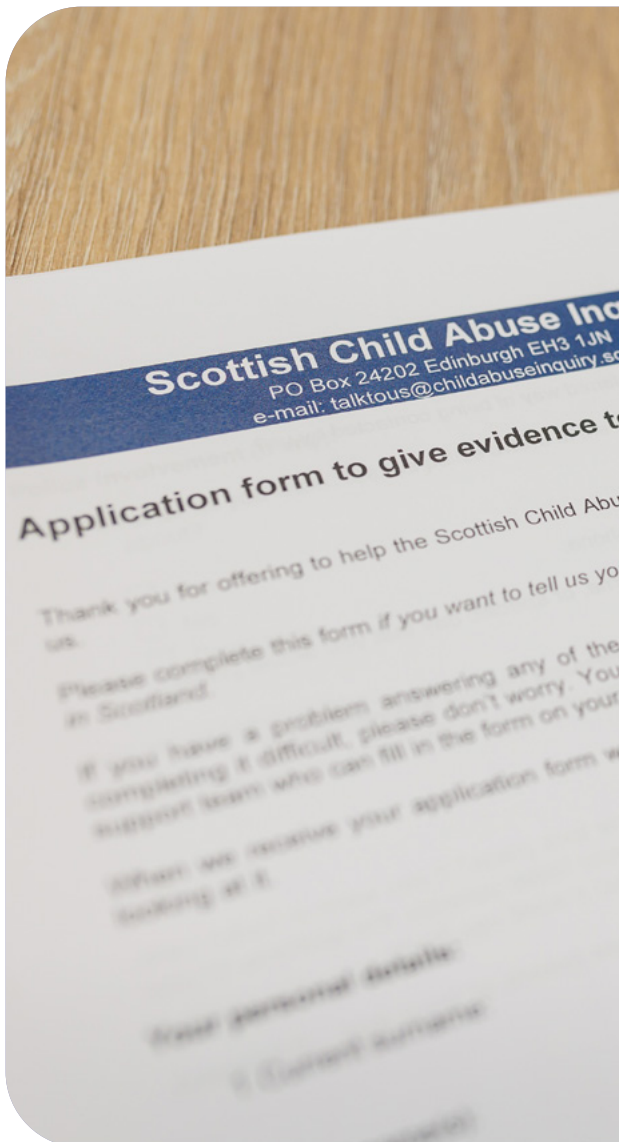 Scottish Child Abuse Inq
PO Box 24202 Edinburgh EH3 1JN
e-mail: talktous@childabuseinquiry.sc
Application form to give evidence to
Thank you for offering to help the Scottish Child Abu
us.
Please complete this form if you want to tell us yo
in Scotland.
If you have a problem answering any of the
completing it difficult, please don't worry. You
support team who can fill in the form on your
When we receive your application form w
looking at it.
Your personal details:
1. Current surname